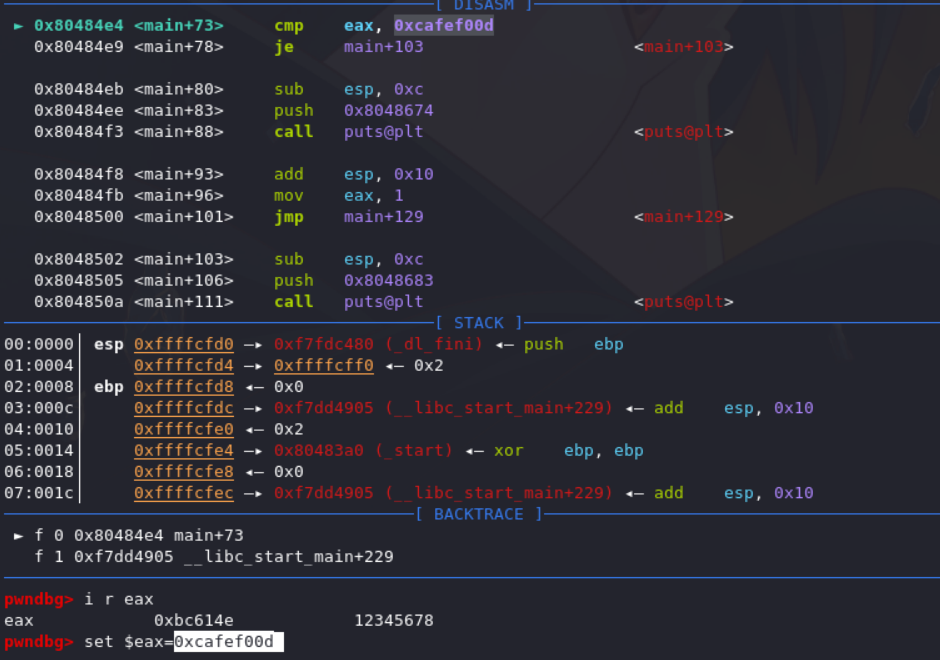 [ DISASM ]
► 0x80484e4 <main+73> cmp eax, 0xcafef00d
0x80484e9 <main+78> je main+103 <main+103>
0x80484eb <main+80> sub esp, 0xc
0x80484ee <main+83> push 0x8048674
0x80484f3 <main+88> call puts@plt <puts@plt>
0x80484f8 <main+93> add esp, 0x10
0x80484fb <main+96> mov eax, 1
0x8048500 <main+101> jmp main+129 <main+129>
0x8048502 <main+103> sub esp, 0xc
0x8048505 <main+106> push 0x8048683
0x804850a <main+111> call puts@plt <puts@plt>
[ STACK ]
00:0000│ esp 0xffffcfd0 —▸ 0xf7fdc480 (_dl_fini) ◂— push ebp
01:0004│ 0xffffcfd4 —▸ 0xffffcff0 ◂— 0x2
02:0008│ ebp 0xffffcfd8 ◂— 0x0
03:000c│ 0xffffcfdc —▸ 0xf7dd4905 (__libc_start_main+229) ◂— add esp, 0x10
04:0010│ 0xffffcfe0 ◂— 0x2
05:0014│ 0xffffcfe4 —▸ 0x80483a0 (_start) ◂— xor ebp, ebp
06:0018│ 0xffffcfe8 ◂— 0x0
07:001c│ 0xffffcfec —▸ 0xf7dd4905 (__libc_start_main+229) ◂— add esp, 0x10
[ BACKTRACE ]
► f 0 0x80484e4 main+73
f 1 0xf7dd4905 __libc_start_main+229
pwndbg> i r eax
eax 0xbc614e 12345678
pwndbg> set $eax=0xcafef00d